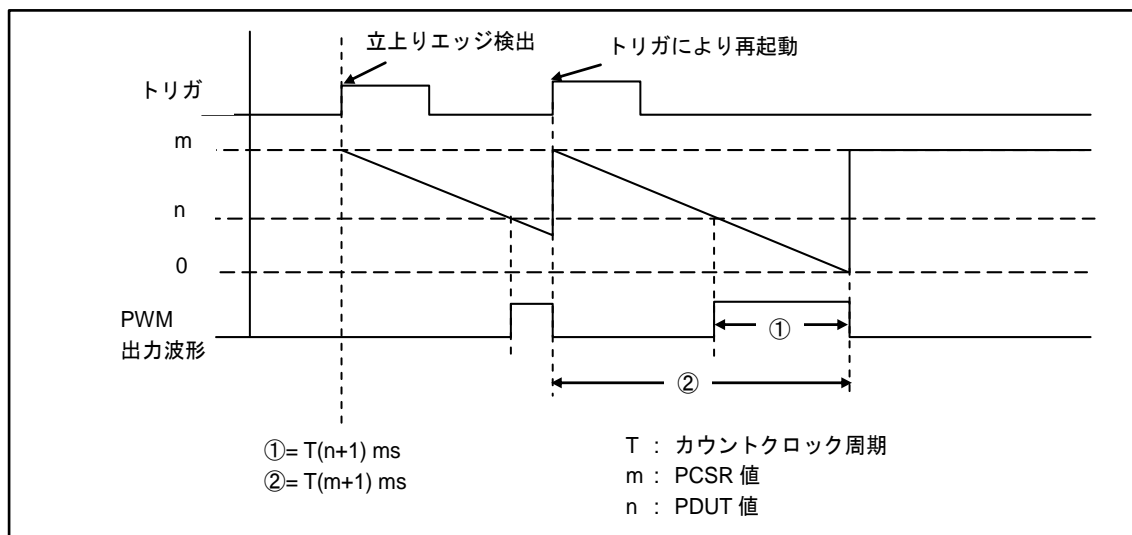 立上りエッジ検出
トリガにより再起動
トリガ
m
n
0
PWM
出力波形
①
②
①= T(n+1) ms
②= T(m+1) ms
T : カウントクロック周期
m : PCSR 値
n : PDUT 値